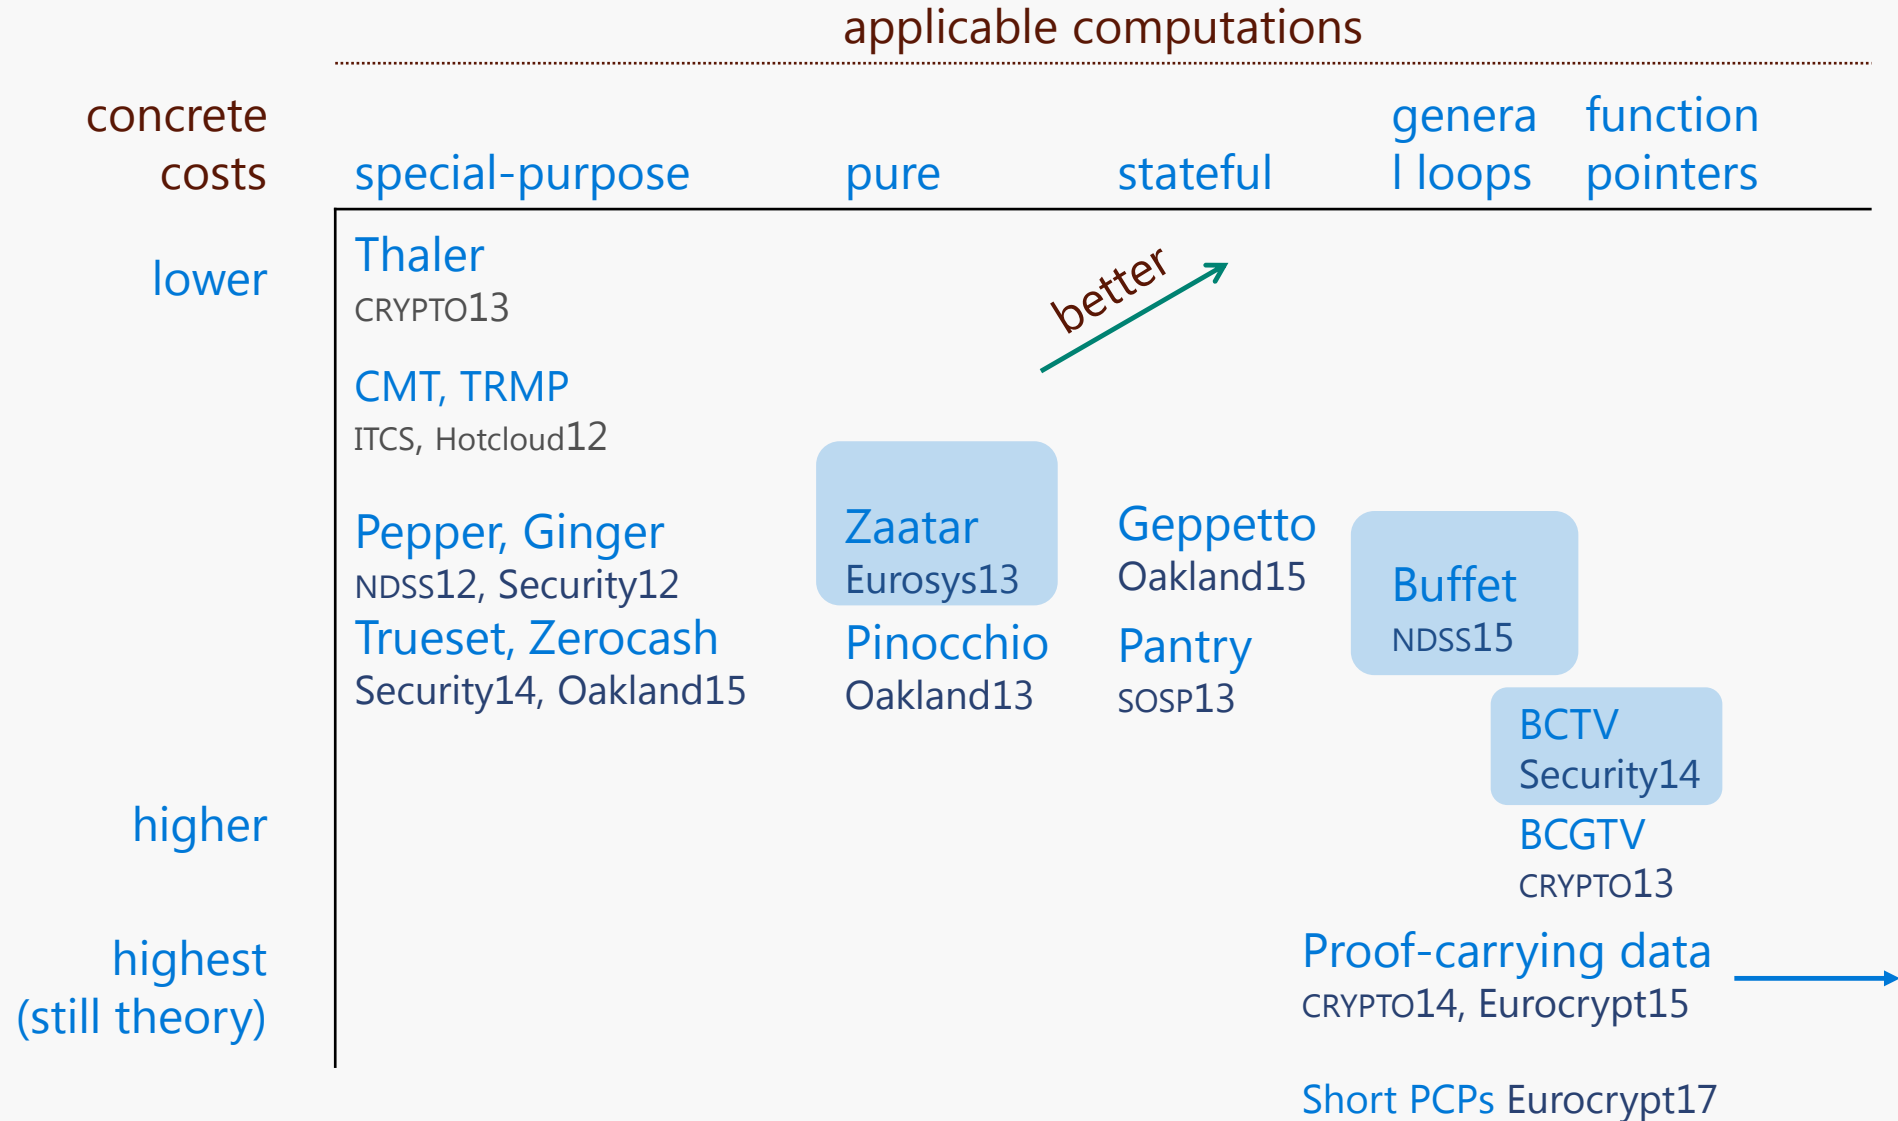 applicable computations
concrete
costs
special-purpose
pure
stateful
genera
l loops
function
pointers
lower
Thaler
CRYPTO13
better
CMT, TRMP
ITCS, Hotcloud12
Pepper, Ginger
NDSS12, Security12
Trueset, Zerocash
Security14, Oakland15
Zaatar
Eurosys13
Pinocchio
Oakland13
Geppetto
Oakland15
Pantry
SOSP13
Buffet
NDSS15
BCTV
Security14
higher
BCGTV
CRYPTO13
highest
(still theory)
Proof-carrying data
CRYPTO14, Eurocrypt15
Short PCPs Eurocrypt17